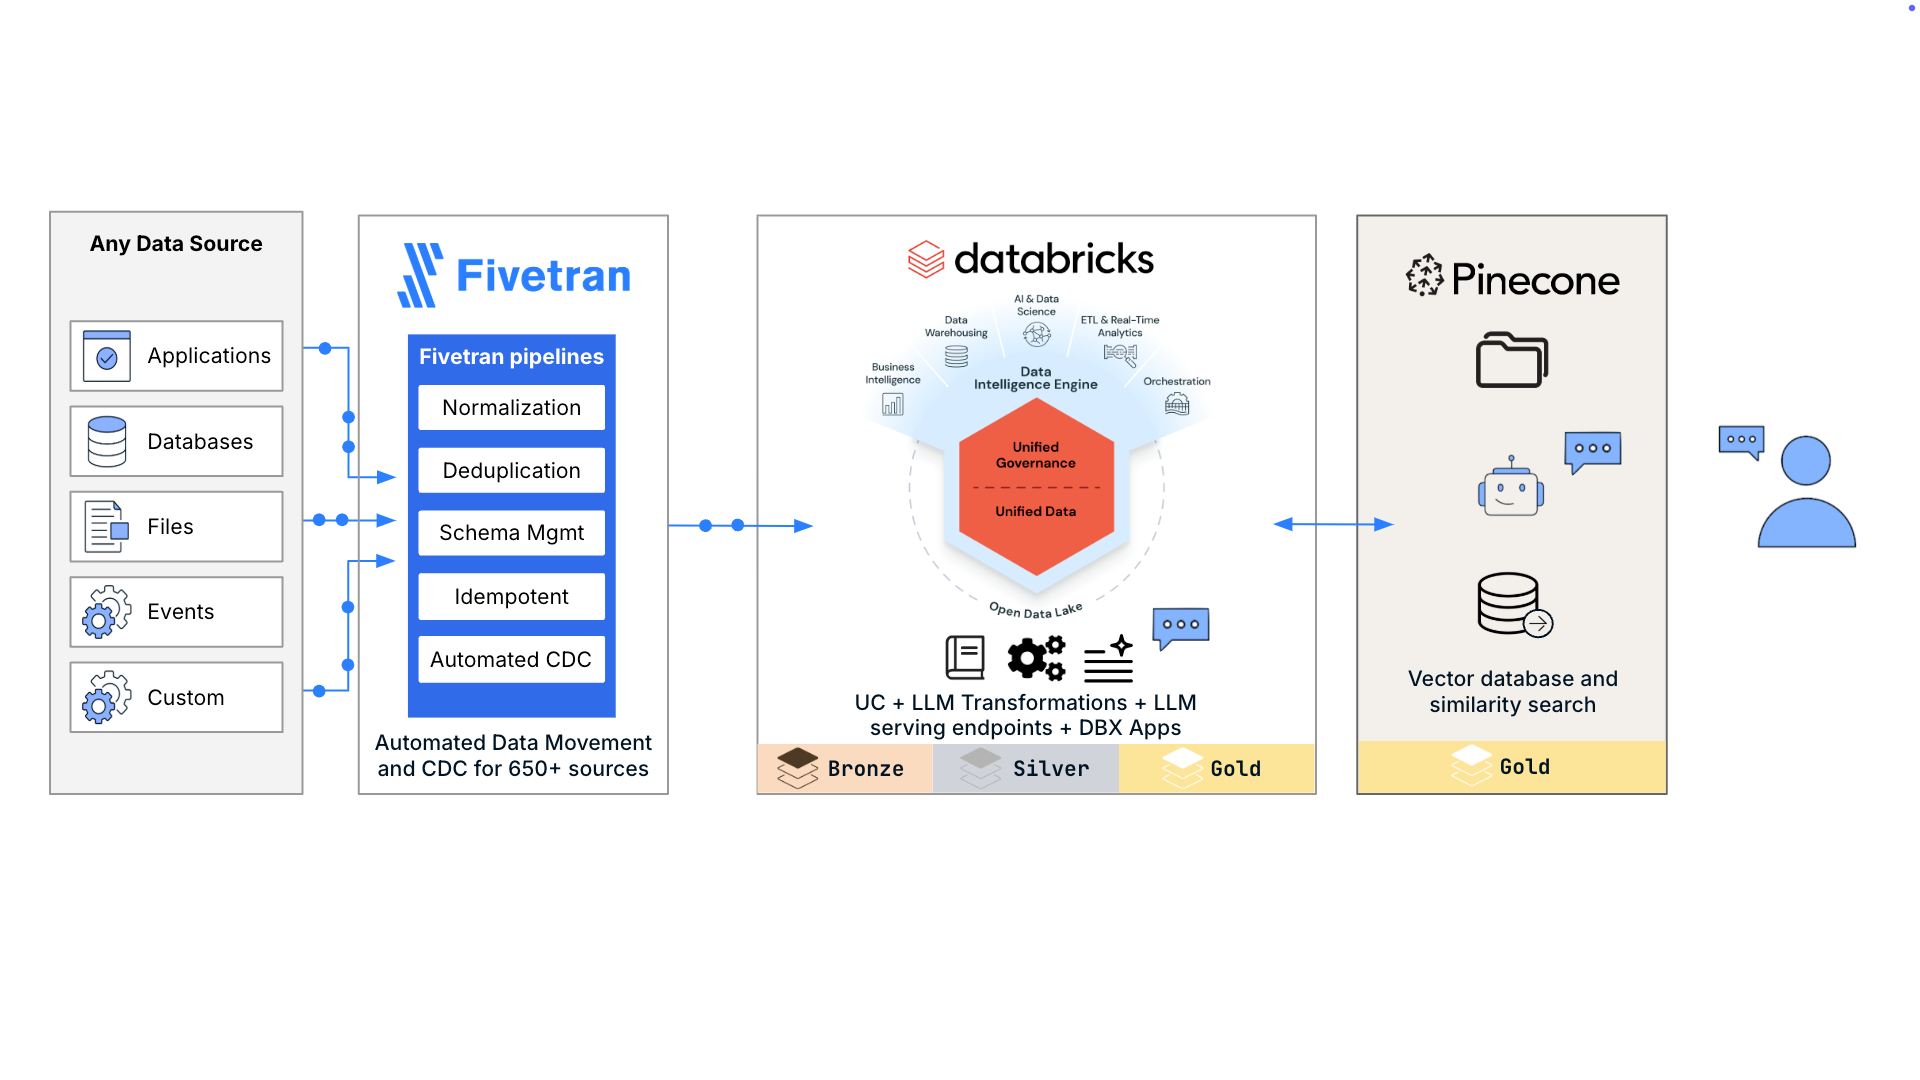 Any Data Source
Applications
Databases
Files
Events
Custom
Fivetran
Fivetran pipelines
Normalization
Deduplication
Schema Mgmt
Idempotent
Automated CDC
Automated Data Movement
and CDC for 650+ sources
databricks
AI & Data
Science
Data
Warehousing
ETL & Real-Time
Analytics
Business
Intelligence
Orchestration
Data
Intelligence Engine
Unified
Governance
Unified Data
Open Data Lake
UC + LLM Transformations + LLM
serving endpoints + DBX Apps
Bronze
Silver
Gold
Pinecone
Vector database and
similarity search
Gold